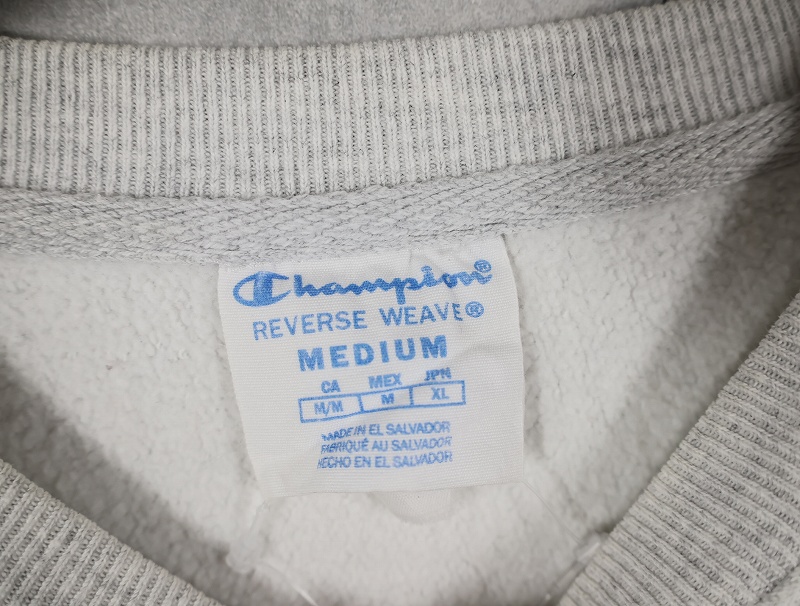 Champion®
REVERSE WEAVE®
MEDIUM
CA MEX JPN
M/M M XL
MADE IN EL SALVADOR
FABRIQUÉ AU SALVADOR
HECHO EN EL SALVADOR